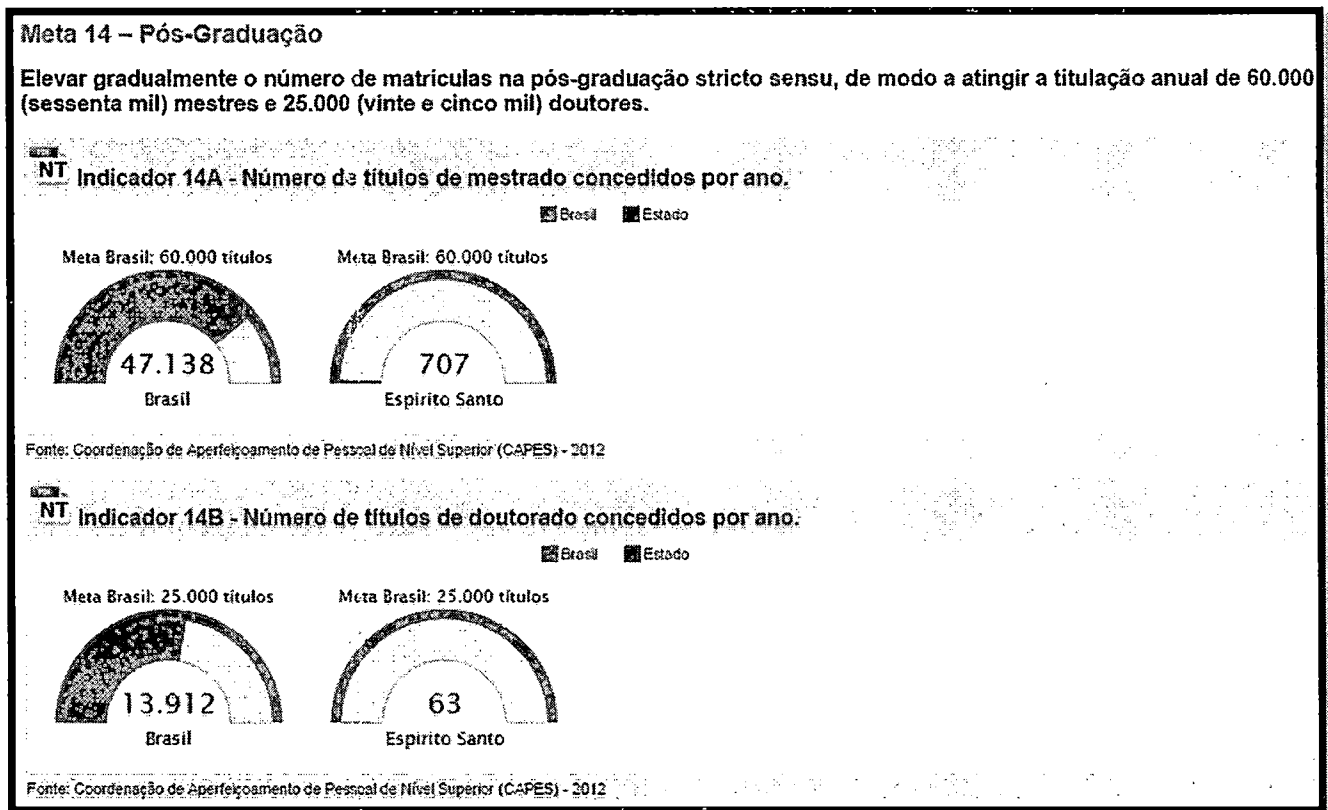 Meta 14 – Pós-Graduação
Elevar gradualmente o número de matrículas na pós-graduação stricto sensu, de modo a atingir a titulação anual de 60.000
(sessenta mil) mestres e 25.000 (vinte e cinco mil) doutores.
NT Indicador 14A - Número de títulos de mestrado concedidos por ano.
Brasil Estado
Meta Brasil: 60.000 títulos Meta Brasil: 60.000 títulos
47.138 707
Brasil Espírito Santo
Fonte: Coordenação de Aperfeiçoamento de Pessoal de Nível Superior (CAPES) - 2012
NT Indicador 14B - Número de títulos de doutorado concedidos por ano.
Brasil Estado
Meta Brasil: 25.000 títulos Meta Brasil: 25.000 títulos
13.912 63
Brasil Espírito Santo
Fonte: Coordenação de Aperfeiçoamento de Pessoal de Nível Superior (CAPES) - 2012